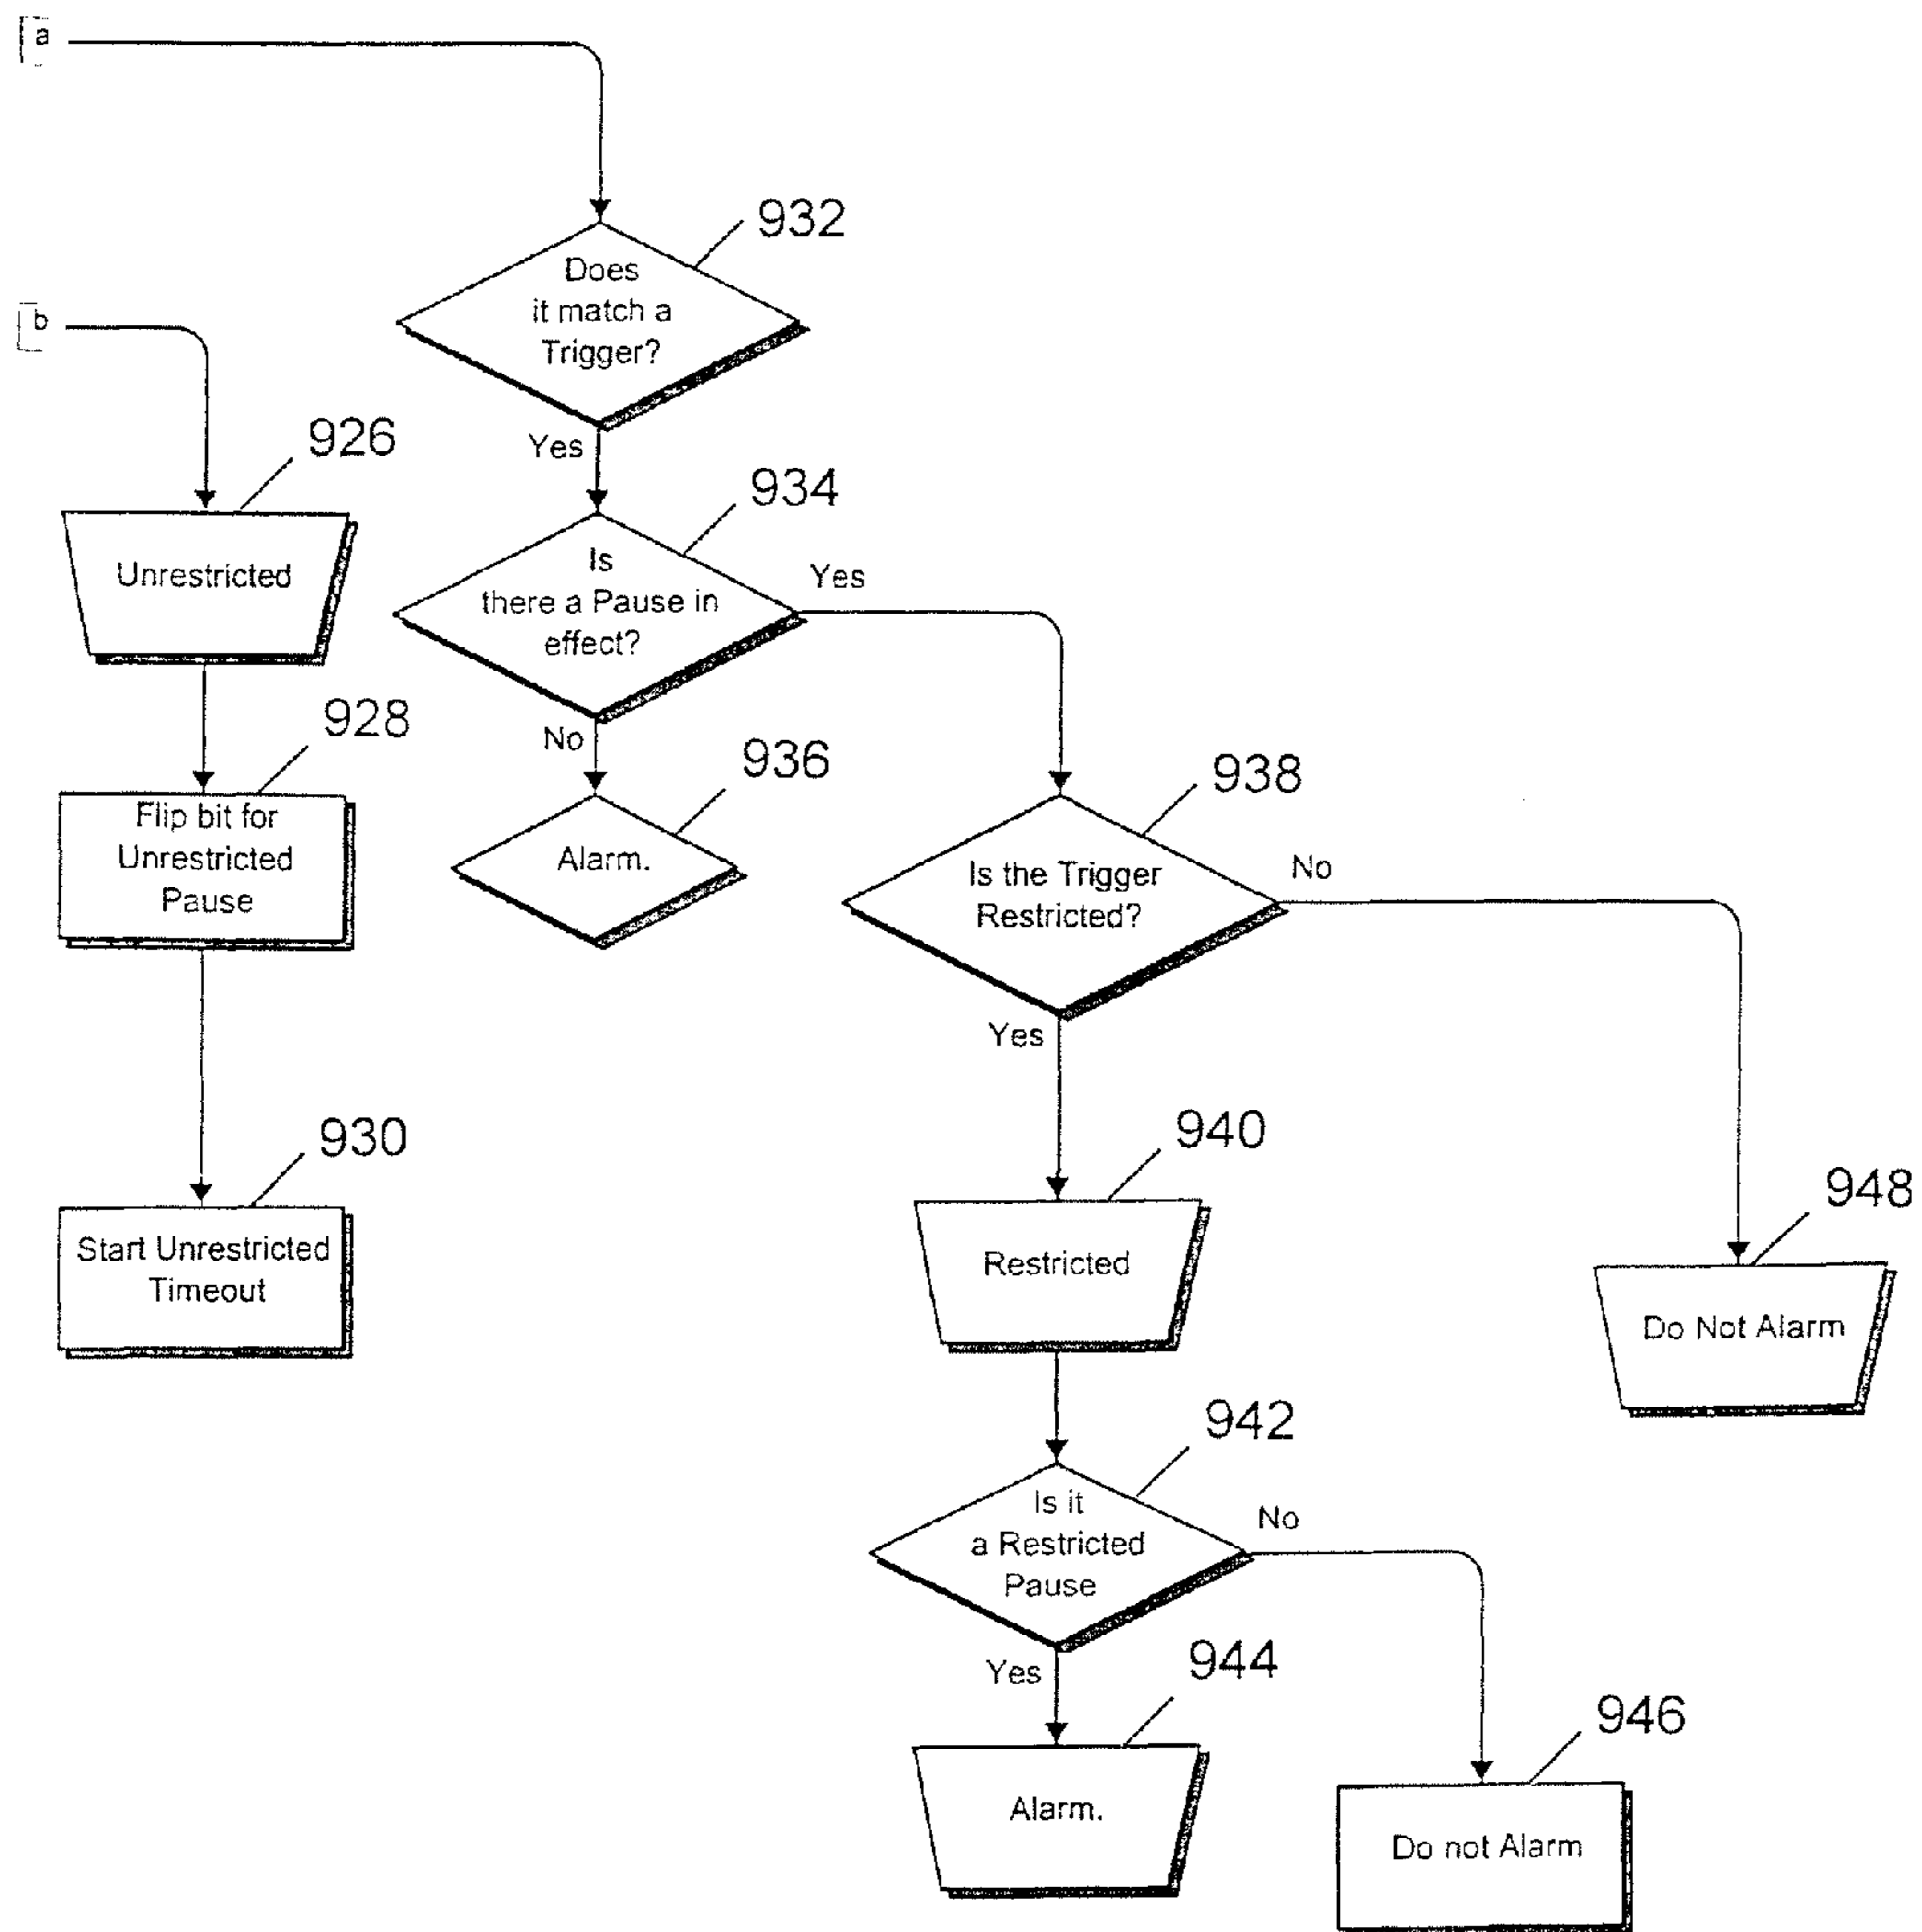 a
932
Does
it match a
Trigger?
b
926
Yes
934
Unrestricted
Is
there a Pause in
effect?
Yes
928
No
936
938
Flip bit for
Unrestricted
Pause
Alarm.
Is the Trigger
Restricted?
No
Yes
930
940
948
Start Unrestricted
Timeout
Restricted
Do Not Alarm
942
Is it
a Restricted
Pause
No
Yes
944
946
Alarm.
Do not Alarm